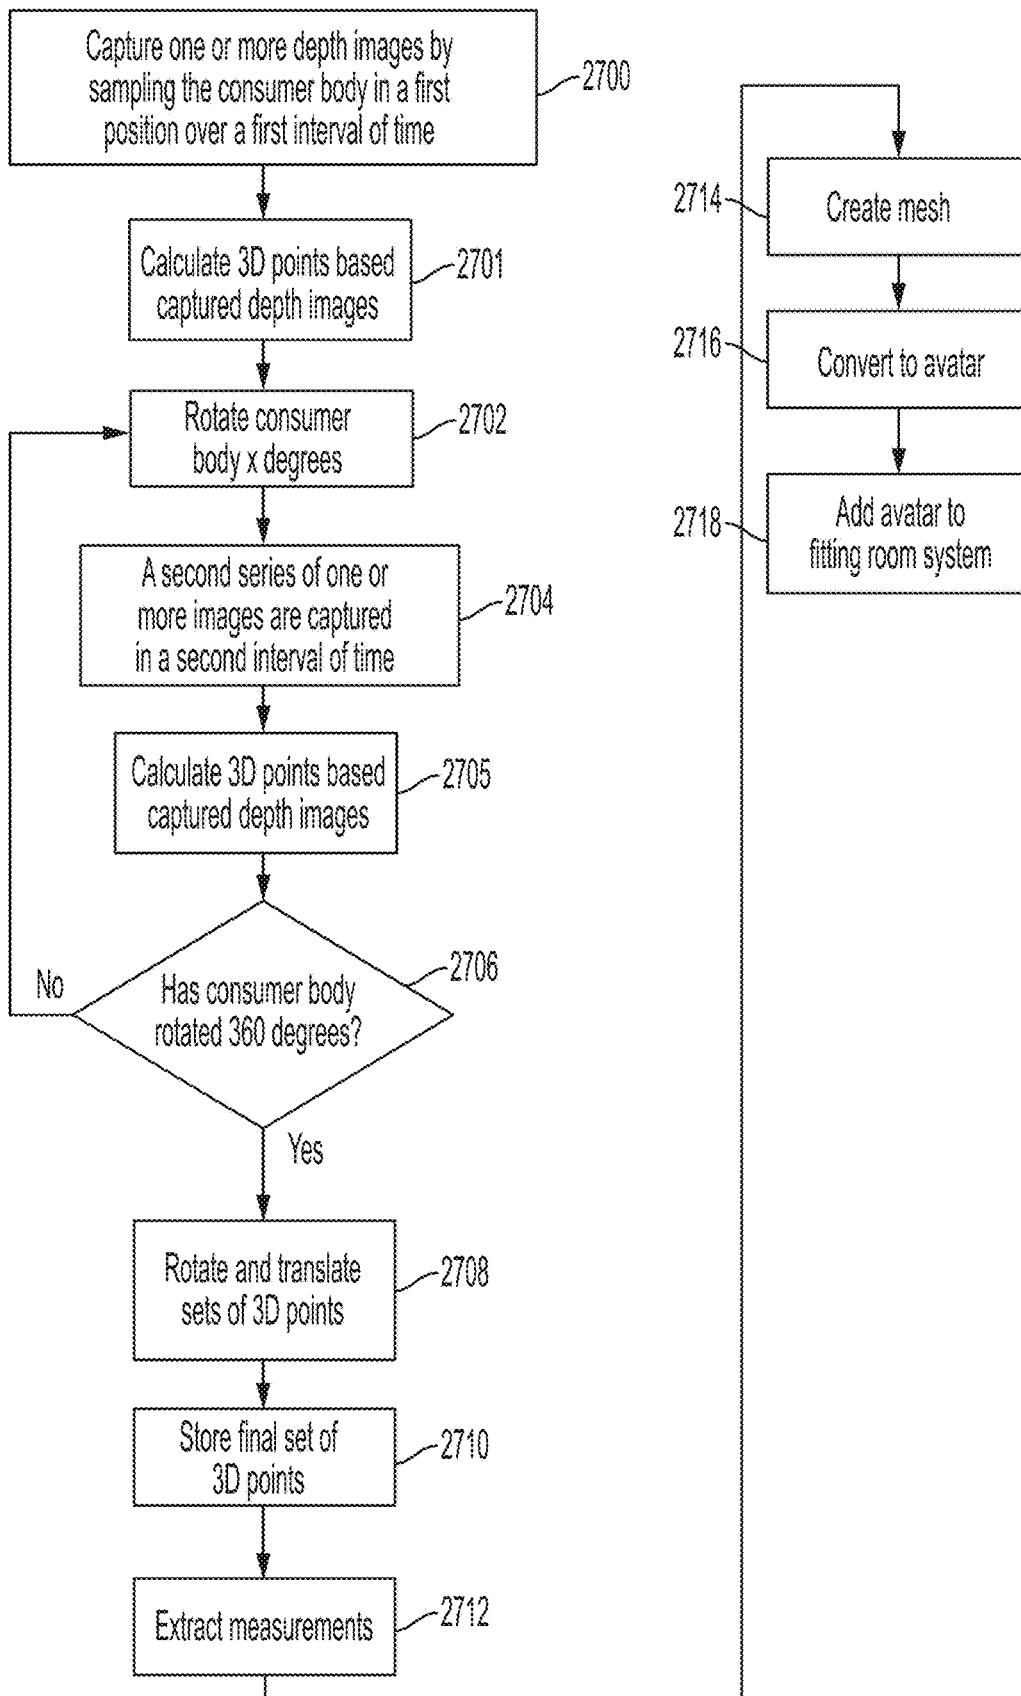 Capture one or more depth images by
sampling the consumer body in a first
position over a first interval of time
2700
Calculate 3D points based
captured depth images
2701
Rotate consumer
body x degrees
2702
A second series of one or
more images are captured
in a second interval of time
2704
Calculate 3D points based
captured depth images
2705
Has consumer body
rotated 360 degrees?
2706
No
Yes
Rotate and translate
sets of 3D points
2708
Store final set of
3D points
2710
Extract measurements
2712
2714
Create mesh
2716
Convert to avatar
2718
Add avatar to
fitting room system